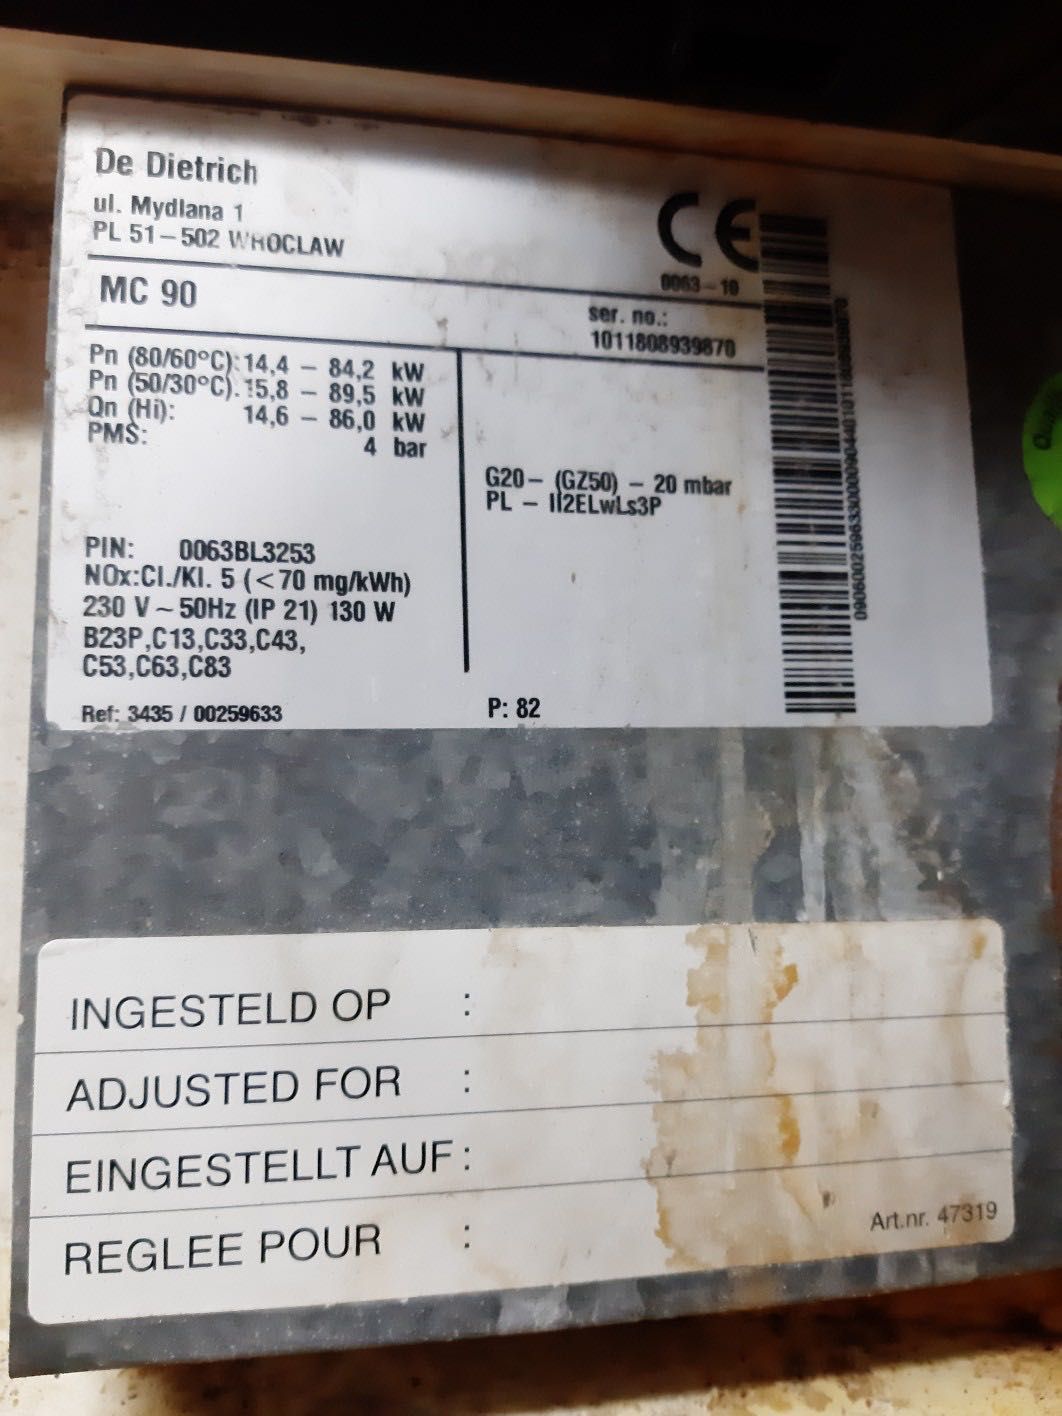 De Dietrich
ul. Mydlana 1
PL 51-502 WROCLAW
CE
0063-10
MC 90
ser. no.:
1011808939870
Pn (80/60°C): 14,4 - 84,2 kW
Pn (50/30°C): 15,8 - 89,5 kW
Qn (Hi): 14,6 - 86,0 kW
PMS: 4 bar
G20- (GZ50) - 20 mbar
PL - II2ELwLs3P
PIN: 0063BL3253
NOx:Cl./Kl. 5 (<70 mg/kWh)
230 V~50Hz (IP 21) 130 W
B23P,C13,C33,C43,
C53,C63,C83
Ref: 3435 / 00259633
P: 82
INGESTELD OP :
ADJUSTED FOR :
EINGESTELLT AUF :
REGLEE POUR :
Art.nr. 47319